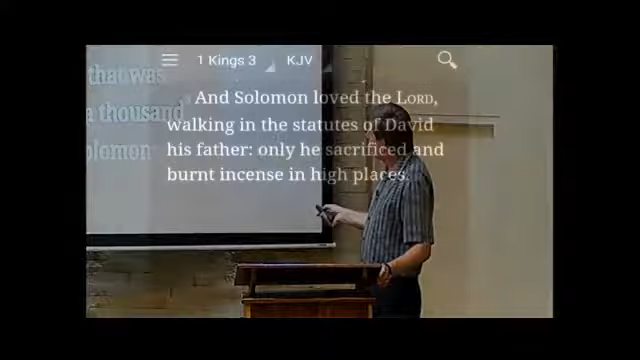 1 Kings 3 KJV
that was
a thousand
olomon
And Solomon loved the LORD,
walking in the statutes of David
his father: only he sacrificed and
burnt incense in high places.